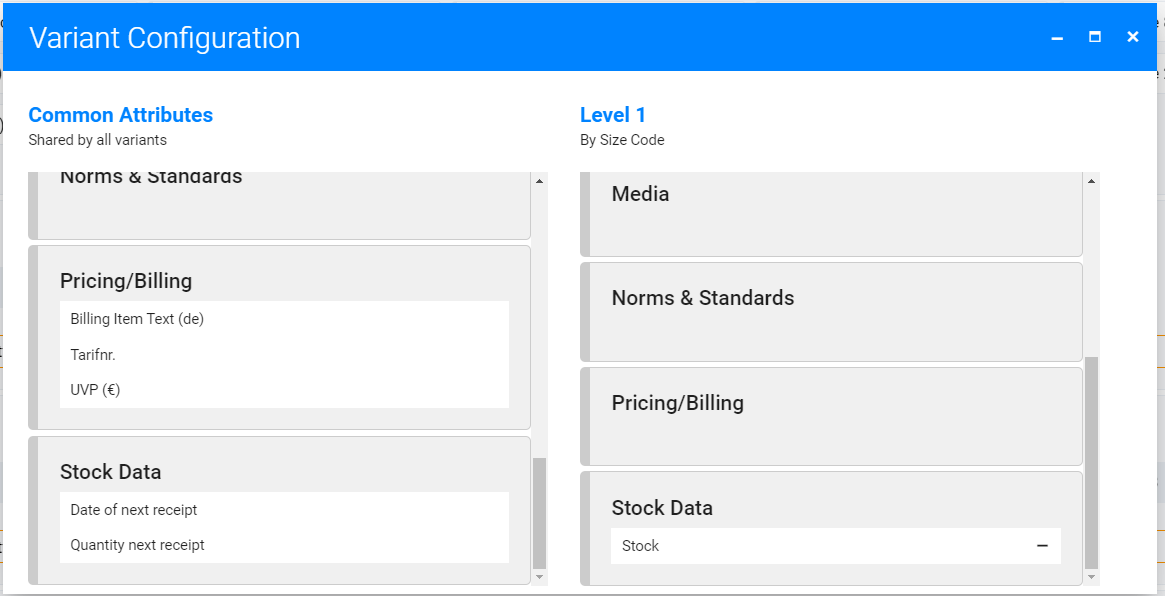 Variant Configuration
Common Attributes
Shared by all variants
Norms & Standards
Pricing/Billing
Billing Item Text (de)
Tarifnr.
UVP (€)
Stock Data
Date of next receipt
Quantity next receipt
Level 1
By Size Code
Media
Norms & Standards
Pricing/Billing
Stock Data
Stock